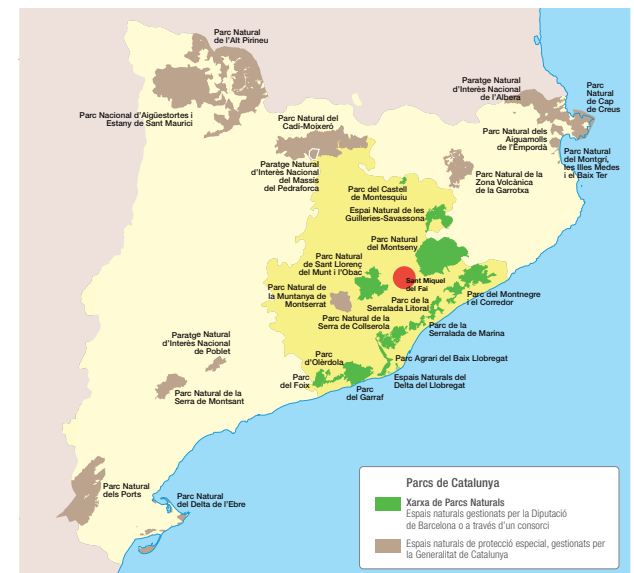 Parc Natural
de l'Alt Pirineu
Parc Nacional d'Aigüestortes i
Estany de Sant Maurici
Parc Natural del
Cadí-Moixeró
Paratge Natural
d'Interès Nacional
del Massis
del Pedraforca
Paratge Natural
d'Interès Nacional
de l'Albera
Parc
Natural
de Cap
de Creus
Parc Natural dels
Aiguamolls
de l'Empordà
Parc Natural
del Montgrí,
les Illes Medes
i el Baix Ter
Parc Natural de la
Zona Volcànica
de la Garrotxa
Parc del Castell
de Montesquiu
Espai Natural de les
Guilleries-Savassona
Parc Natural
del Montseny
Parc Natural
de Sant Llorenç
del Munt i l'Obac
Sant Miquel
del Fai
Parc Natural de
la Muntanya de
Montserrat
Parc de la
Serralada Litoral
Parc del Montnegre
i el Corredor
Parc Natural de la
Serra de Collserola
Parc de la
Serralada de Marina
Paratge Natural
d'Interès Nacional
de Poblet
Parc
d'Olèrdola
Parc Agrari del Baix Llobregat
Parc
del Foix
Parc
del Garraf
Espais Naturals del
Delta del Llobregat
Parc Natural de la
Serra de Montsant
Parc Natural
dels Ports
Parc Natural
del Delta de l'Ebre
Parcs de Catalunya
Xarxa de Parcs Naturals
Espais naturals gestionats per la Diputació
de Barcelona o a través d'un consorci
Espais naturals de protecció especial, gestionats per
la Generalitat de Catalunya